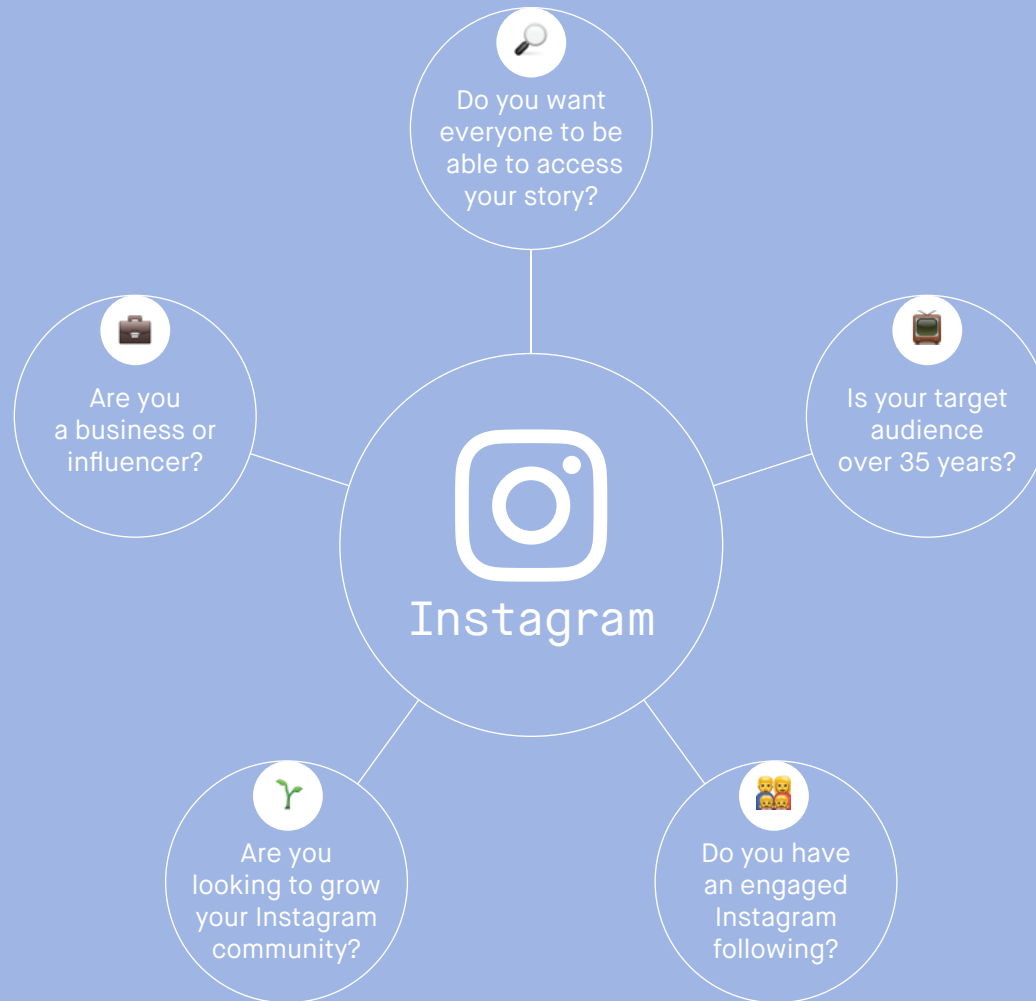 Do you want
everyone to be
able to access
your story?
Are you
a business or
influencer?
Is your target
audience
over 35 years?
Instagram
Are you
looking to grow
your Instagram
community?
Do you have
an engaged
Instagram
following?